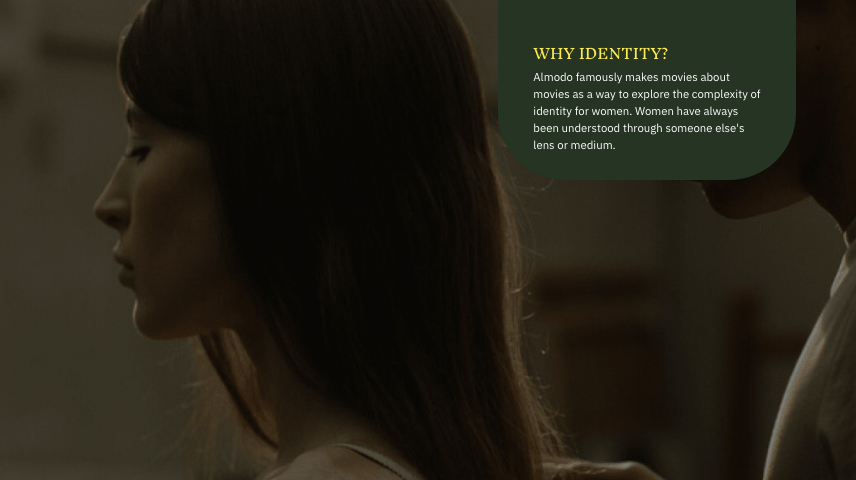 WHY IDENTITY?
Almodo famously makes movies about
movies as a way to explore the complexity of
identity for women. Women have always
been understood through someone else's
lens or medium.